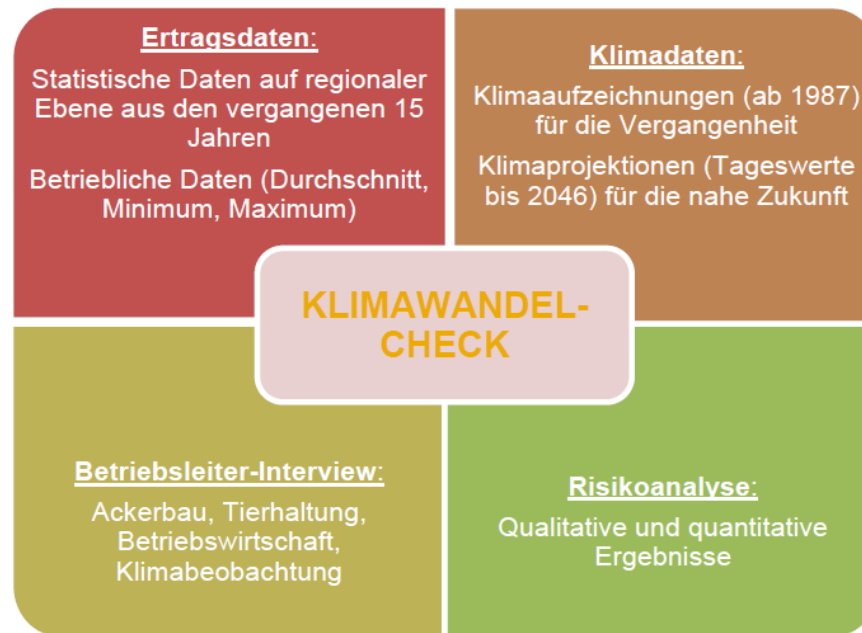 Ertragsdaten:
Statistische Daten auf regionaler
Ebene aus den vergangenen 15
Jahren
Betriebliche Daten (Durchschnitt,
Minimum, Maximum)
Klimadaten:
Klimaaufzeichnungen (ab 1987)
für die Vergangenheit
Klimaprojektionen (Tageswerte
bis 2046) für die nahe Zukunft
KLIMAWANDEL-
CHECK
Betriebsleiter-Interview:
Ackerbau, Tierhaltung,
Betriebswirtschaft,
Klimabeobachtung
Risikoanalyse:
Qualitative und quantitative
Ergebnisse